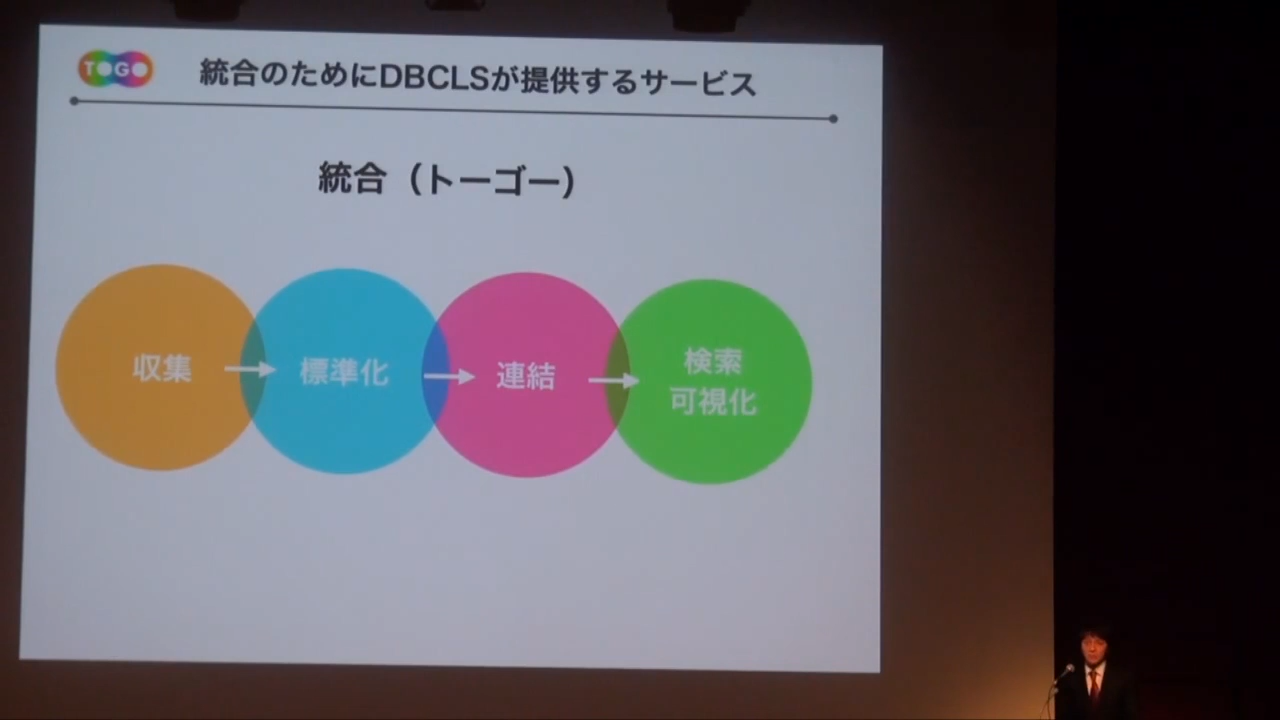 TOGO
統合のためにDBCLSが提供するサービス
統合（トーゴー）
収集
標準化
連結
検索
可視化